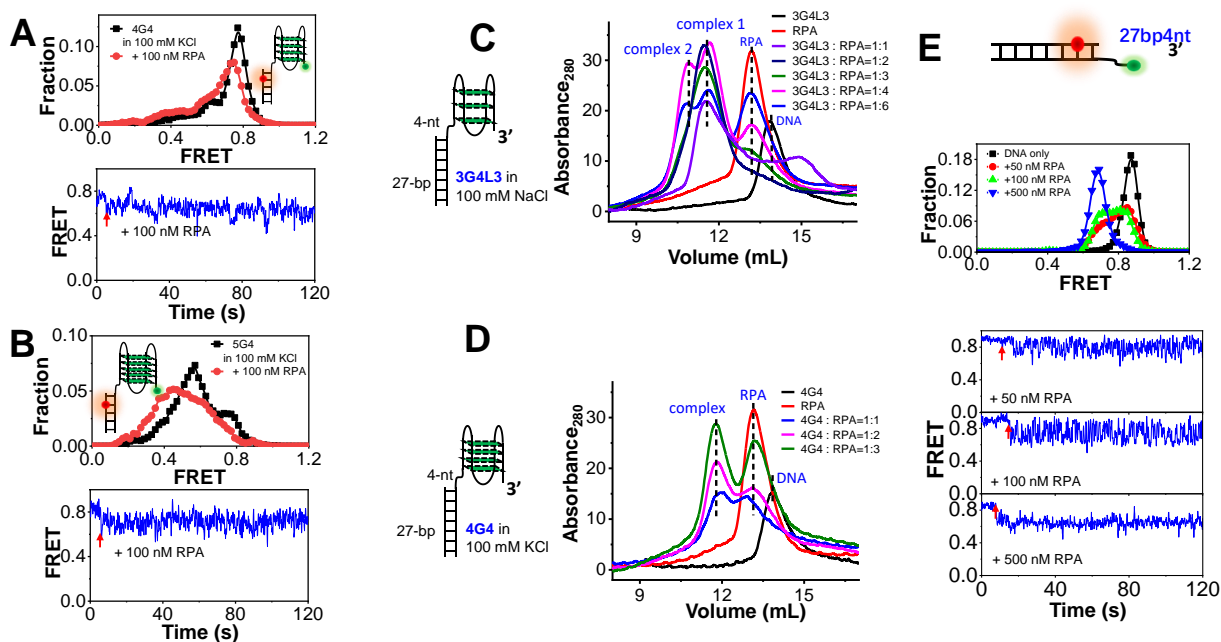 A
4G4
in 100 mM KCl
+ 100 nM RPA
Fraction
0.10
0.05
0.00
0.0 0.4 0.8 1.2
FRET
FRET
0.8
0.4
0.0
+ 100 nM RPA
0 40 80 120
Time (s)
B
5G4
in 100 mM KCl
+ 100 nM RPA
Fraction
0.10
0.05
0.00
0.0 0.4 0.8 1.2
FRET
FRET
0.8
0.4
0.0
+ 100 nM RPA
0 40 80 120
Time (s)
C
4-nt
3'
27-bp
3G4L3 in
100 mM NaCl
complex 1
complex 2
RPA
DNA
3G4L3
RPA
3G4L3 : RPA=1:1
3G4L3 : RPA=1:2
3G4L3 : RPA=1:3
3G4L3 : RPA=1:4
3G4L3 : RPA=1:6
Absorbance280
30
20
10
0
9 12 15
Volume (mL)
D
4-nt
3'
27-bp
4G4 in
100 mM KCl
complex
RPA
DNA
4G4
RPA
4G4 : RPA=1:1
4G4 : RPA=1:2
4G4 : RPA=1:3
Absorbance280
30
20
10
0
9 12 15
Volume (mL)
E
27bp4nt
3'
DNA only
+50 nM RPA
+100 nM RPA
+500 nM RPA
Fraction
0.18
0.12
0.06
0.00
0.0 0.4 0.8 1.2
FRET
FRET
0.8
0.4
0.0
+ 50 nM RPA
0.8
0.4
0.0
+ 100 nM RPA
0.8
0.4
0.0
+ 500 nM RPA
0 40 80 120
Time (s)